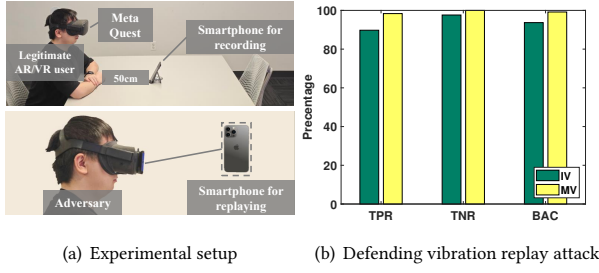 Meta
Quest
Smartphone for
recording
Legitimate
AR/VR user
50cm
Adversary
Smartphone for
replaying
(a) Experimental setup
100
80
60
40
20
0
Precentage
TPR
TNR
BAC
IV
MV
(b) Defending vibration replay attack